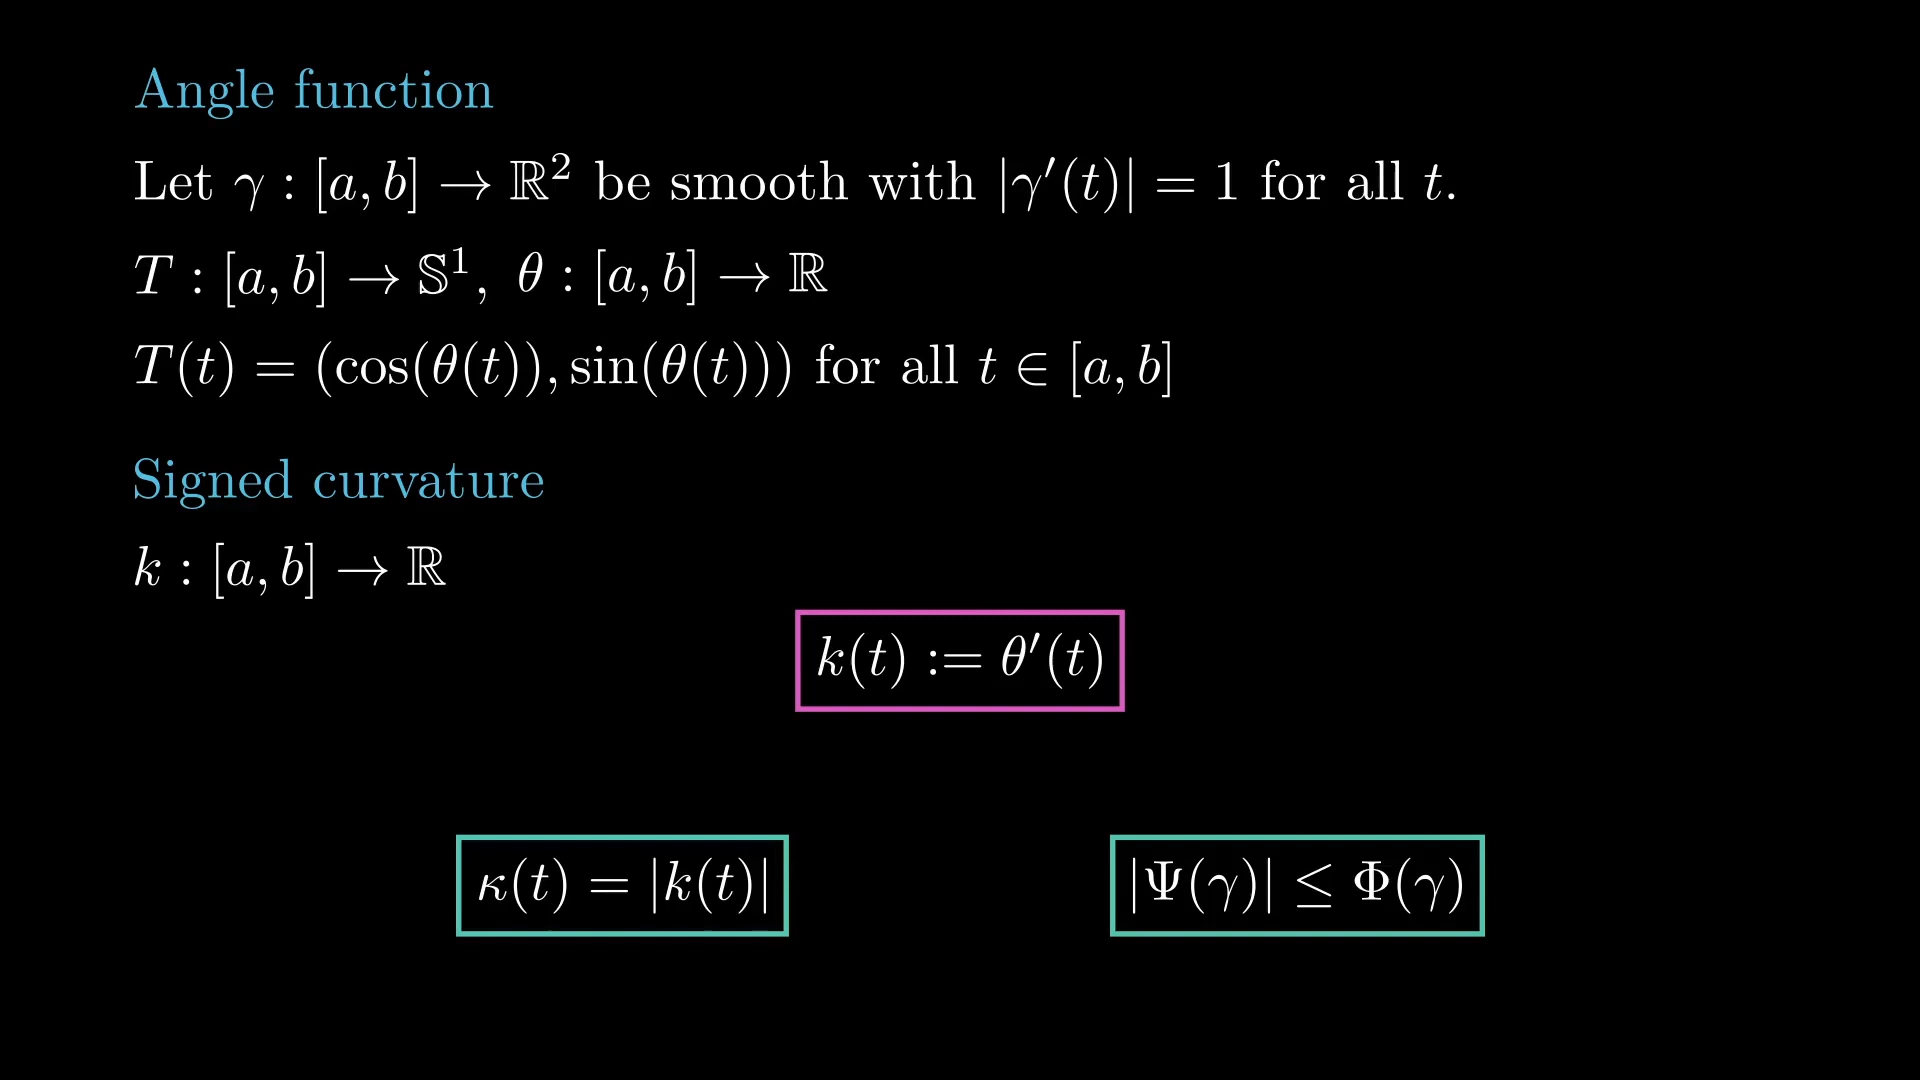 Angle function
Let γ : [a, b] → ℝ² be smooth with |γ′(t)| = 1 for all t.
T : [a, b] → 𝕊¹, θ : [a, b] → ℝ
T(t) = (cos(θ(t)), sin(θ(t))) for all t ∈ [a, b]
Signed curvature
k : [a, b] → ℝ
k(t) := θ′(t)
κ(t) = |k(t)|
|Ψ(γ)| ≤ Φ(γ)